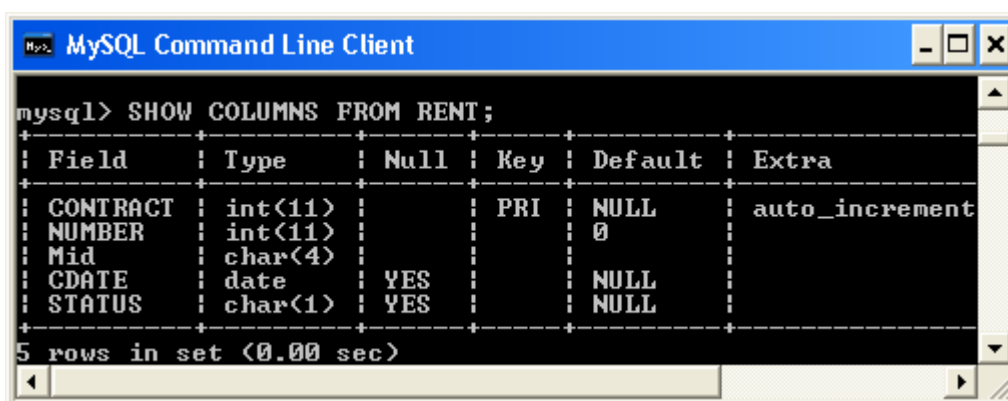 MySQL Command Line Client
mysql> SHOW COLUMNS FROM RENT;
| Field | Type | Null | Key | Default | Extra
| CONTRACT | int(11) | | PRI | NULL | auto_increment
| NUMBER | int(11) | | | 0 |
| Mid | char(4) | | | |
| CDATE | date | YES | | NULL |
| STATUS | char(1) | YES | | NULL |
5 rows in set (0.00 sec)